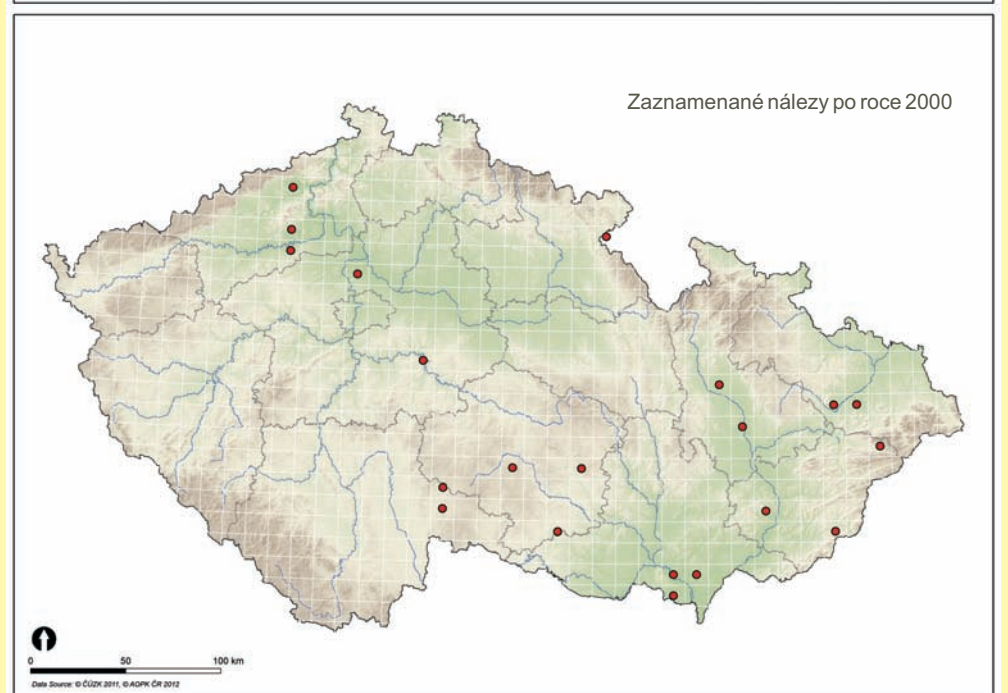 Zaznamenané nálezy po roce 2000
0 50 100 km
Data Source: © ČÚZK 2011, © AOPK ČR 2012